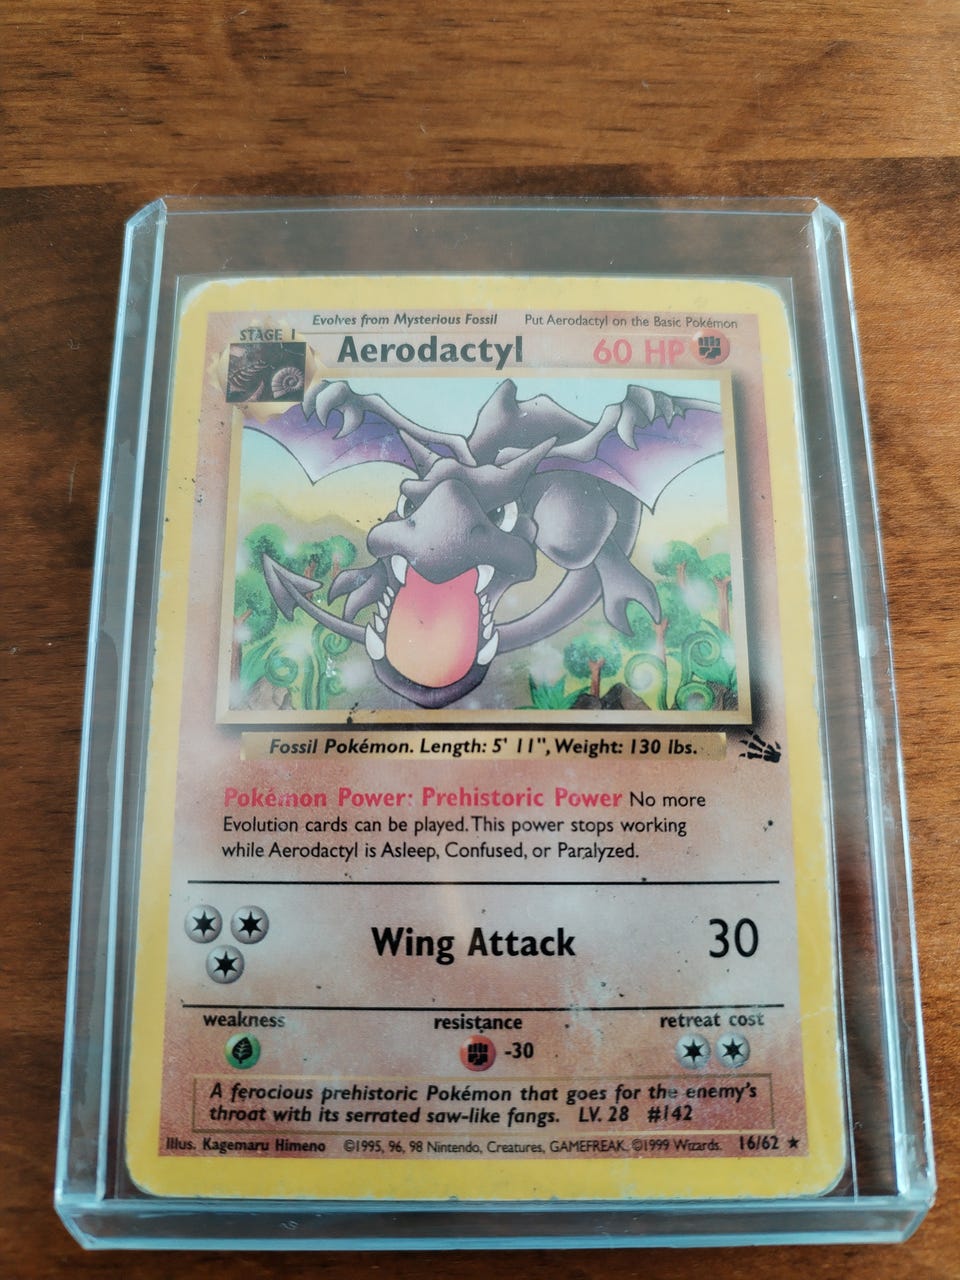 Evolves from Mysterious Fossil Put Aerodactyl on the Basic Pokémon
STAGE 1
Aerodactyl 60 HP
Fossil Pokémon. Length: 5' 11", Weight: 130 lbs.
Pokémon Power: Prehistoric Power No more
Evolution cards can be played. This power stops working
while Aerodactyl is Asleep, Confused, or Paralyzed.
Wing Attack 30
weakness resistance retreat cost
-30
A ferocious prehistoric Pokémon that goes for the enemy's
throat with its serrated saw-like fangs. LV. 28 #142
Illus. Kagemaru Himeno ©1995, 96, 98 Nintendo, Creatures, GAMEFREAK. ©1999 Wizards. 16/62 ★